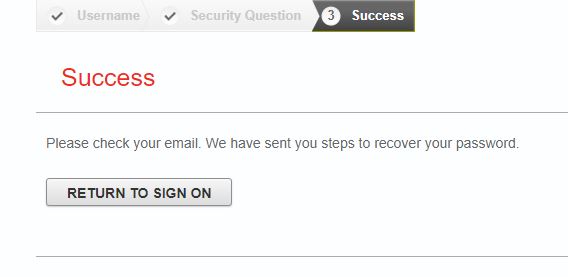 Username Security Question 3 Success
Success
Please check your email. We have sent you steps to recover your password.
RETURN TO SIGN ON